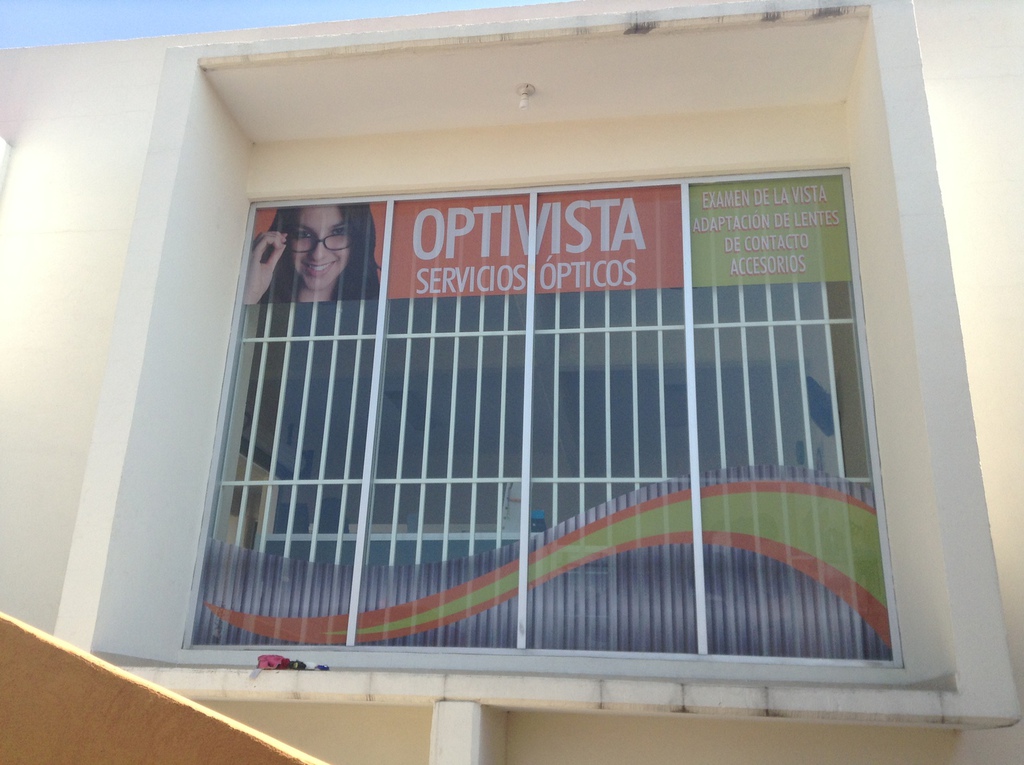 OPTIVISTA
SERVICIOS ÓPTICOS
EXAMEN DE LA VISTA
ADAPTACIÓN DE LENTES
DE CONTACTO
ACCESORIOS